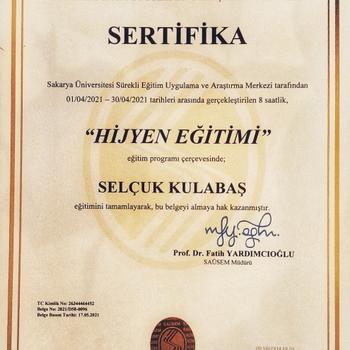 SERTİFİKA
Sakarya Üniversitesi Sürekli Eğitim Uygulama ve Araştırma Merkezi tarafından
01/04/2021 – 30/04/2021 tarihleri arasında gerçekleştirilen 8 saatlik,
“HİJYEN EĞİTİMİ”
eğitim programı çerçevesinde;
SELÇUK KULABAŞ
eğitimini tamamlayarak, bu belgeyi almaya hak kazanmıştır.
Prof. Dr. Fatih YARDIMCIOĞLU
SAÜSEM Müdürü
TC Kimlik No: 26344464452
Belge No: 2021/D58-0096
Belge Basım Tarihi: 17.05.2021
SAÜSEM